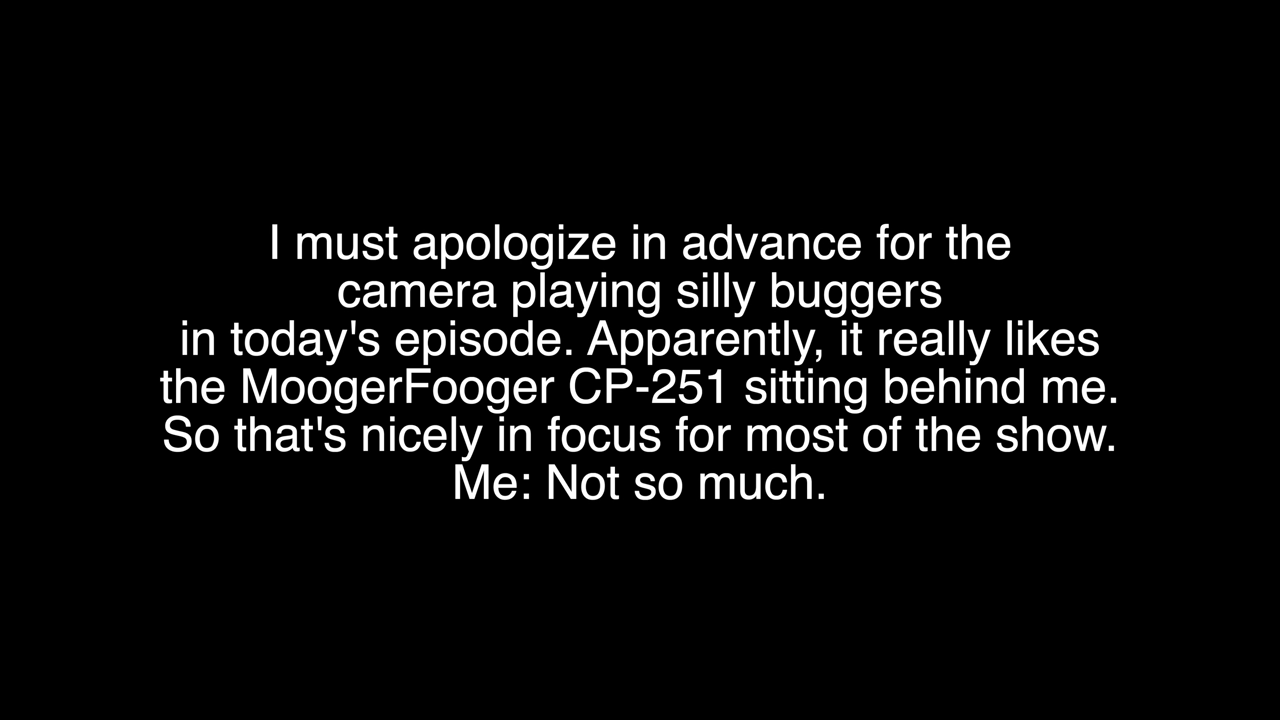 I must apologize in advance for the
camera playing silly buggers
in today's episode. Apparently, it really likes
the MoogerFooger CP-251 sitting behind me.
So that's nicely in focus for most of the show.
Me: Not so much.